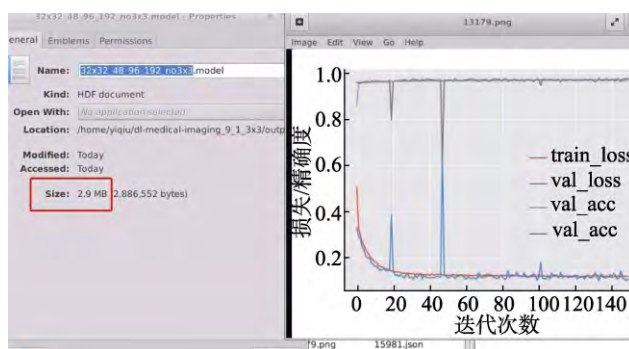 32x32_48_96_192_no3x3.model - Properties
13179.png
eneral Emblems Permissions
Image Edit View Go Help
Name: 32x32_48_96_192_no3x3.model
Kind: HDF document
Open With: No application selected
Location: /home/yiqiu/dl-medical-imaging_9_1_3x3/outp
Modified: Today
Accessed: Today
Size: 2.9 MB (2,886,552 bytes)
损失/精确度
1.0
0.8
0.6
0.4
0.2
train_loss
val_loss
val_acc
val_acc
0 20 40 60 80 100 120 140
迭代次数
79.png 15981.json